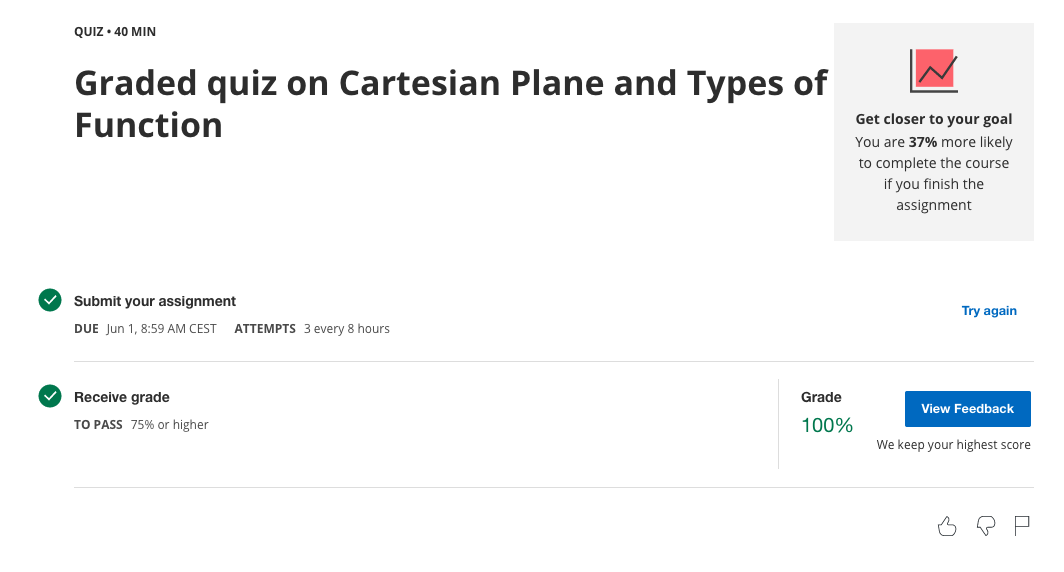 QUIZ • 40 MIN
Graded quiz on Cartesian Plane and Types of
Function
Get closer to your goal
You are 37% more likely
to complete the course
if you finish the
assignment
Submit your assignment
DUE Jun 1, 8:59 AM CEST ATTEMPTS 3 every 8 hours
Try again
Receive grade
TO PASS 75% or higher
Grade
100%
View Feedback
We keep your highest score